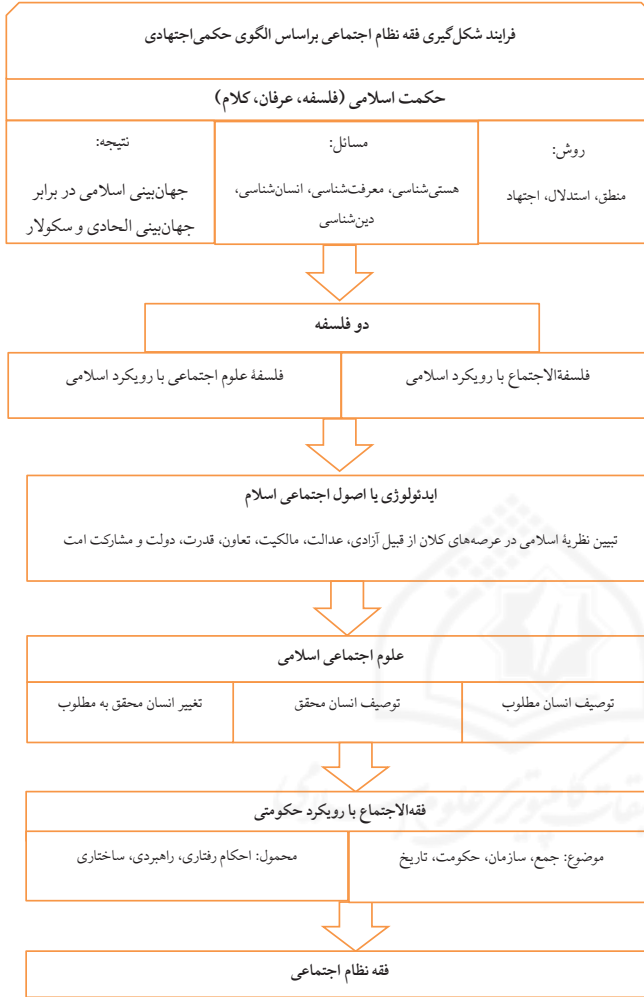 فرایند شکل‌گیری فقه نظام اجتماعی براساس الگوی حکمی‌اجتهادی
حکمت اسلامی (فلسفه، عرفان، کلام)
روش:
منطق، استدلال، اجتهاد
مسائل:
هستی‌شناسی، معرفت‌شناسی، انسان‌شناسی،
دین‌شناسی
نتیجه:
جهان‌بینی اسلامی در برابر
جهان‌بینی الحادی و سکولار
دو فلسفه
فلسفةالاجتماع با رویکرد اسلامی
فلسفۀ علوم اجتماعی با رویکرد اسلامی
ایدئولوژی یا اصول اجتماعی اسلام
تبیین نظریۀ اسلامی در عرصه‌های کلان از قبیل آزادی، عدالت، مالکیت، تعاون، قدرت، دولت و مشارکت امت
علوم اجتماعی اسلامی
توصیف انسان مطلوب
توصیف انسان محقق
تغییر انسان محقق به مطلوب
فقه‌الاجتماع با رویکرد حکومتی
موضوع: جمع، سازمان، حکومت، تاریخ
محمول: احکام رفتاری، راهبردی، ساختاری
فقه نظام اجتماعی